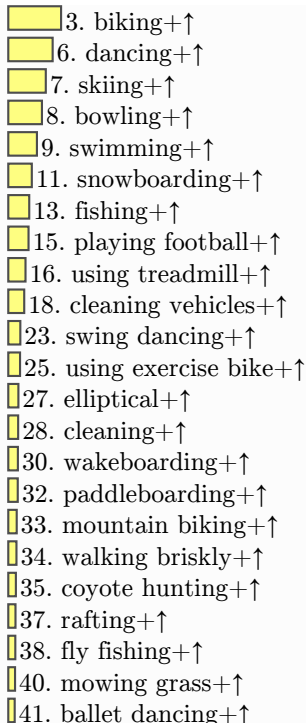 3. biking+↑
6. dancing+↑
7. skiing+↑
8. bowling+↑
9. swimming+↑
11. snowboarding+↑
13. fishing+↑
15. playing football+↑
16. using treadmill+↑
18. cleaning vehicles+↑
23. swing dancing+↑
25. using exercise bike+↑
27. elliptical+↑
28. cleaning+↑
30. wakeboarding+↑
32. paddleboarding+↑
33. mountain biking+↑
34. walking briskly+↑
35. coyote hunting+↑
37. rafting+↑
38. fly fishing+↑
40. mowing grass+↑
41. ballet dancing+↑